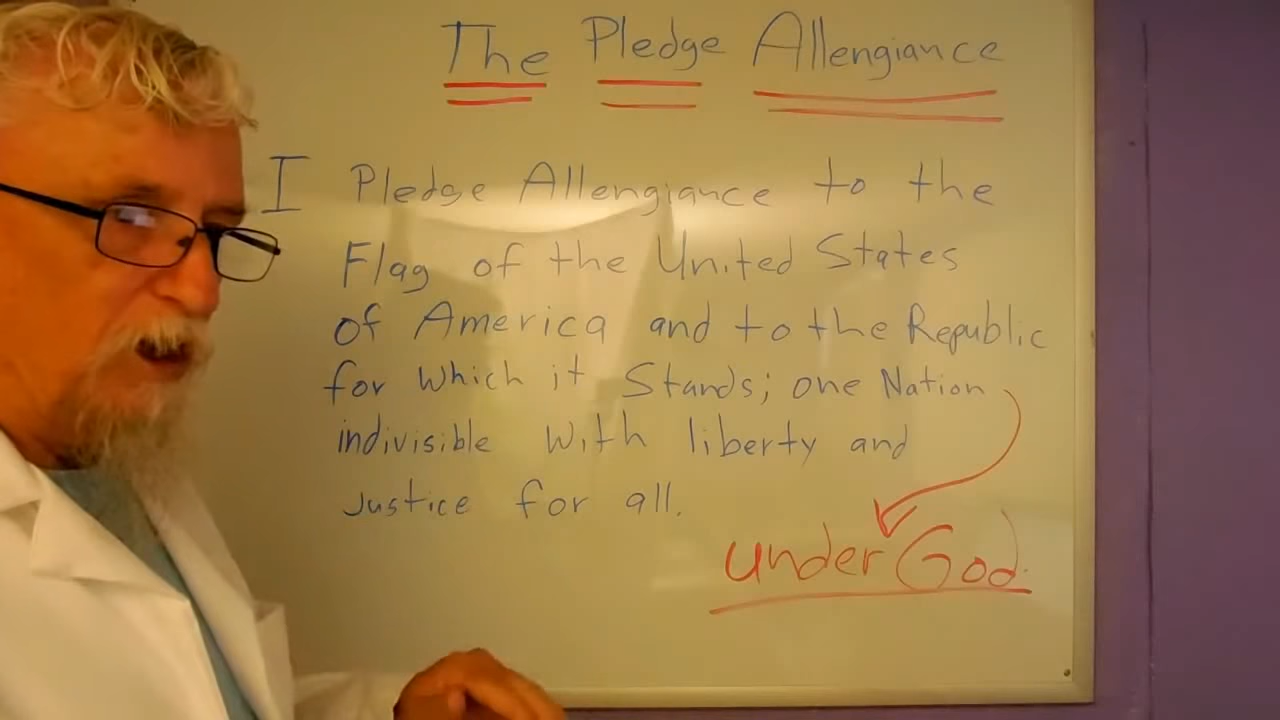 The Pledge Allengiance
I Pledge Allengiance to the
Flag of the United States
of America and to the Republic
for which it Stands; one Nation
indivisible with liberty and
Justice for all.
under God